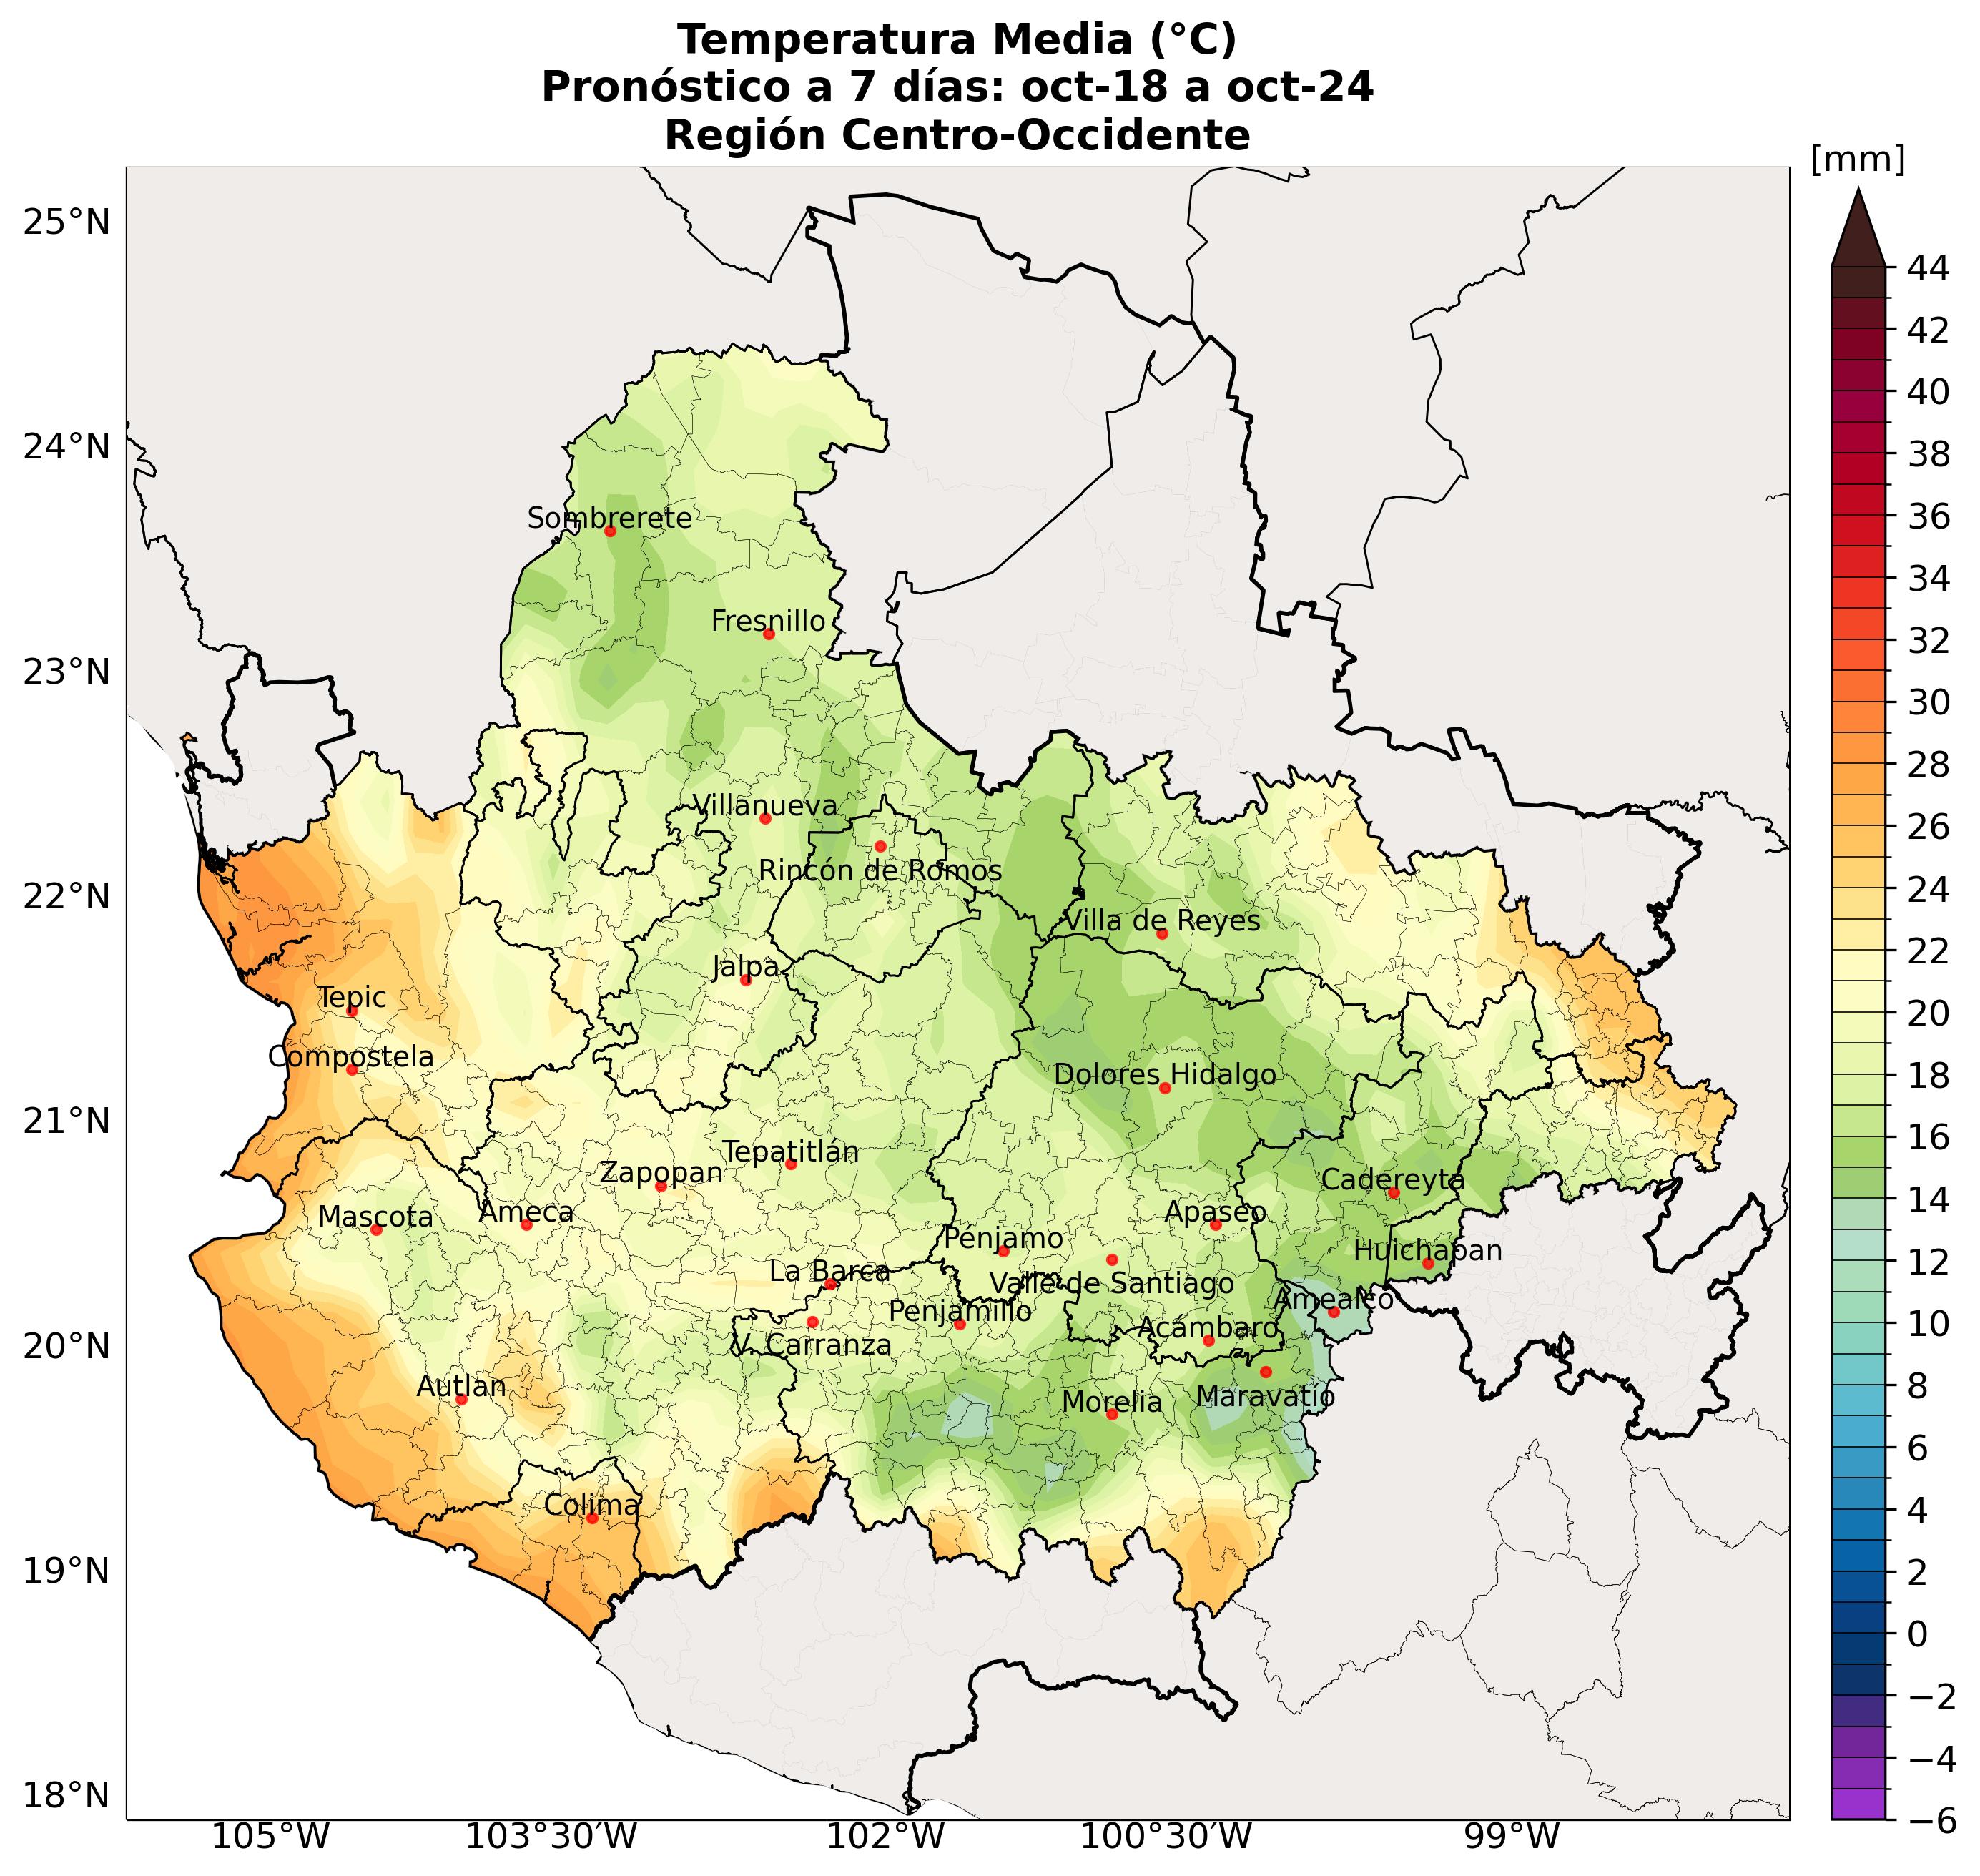 Temperatura Media (°C)
Pronóstico a 7 días: oct-18 a oct-24
Región Centro-Occidente
[mm]
25°N
24°N
23°N
22°N
21°N
20°N
19°N
18°N
Sombrerete
Fresnillo
Villanueva
Rincón de Romos
Villa de Reyes
Jalpa
Tepic
Compostela
Dolores Hidalgo
Tepatitlán
Zapopan
Cadereyta
Mascota
Ameca
Apaseo
Pénjamo
Huichapan
La Barca
Valle de Santiago
Amealco
Penjamillo
Acámbaro
V. Carranza
Autlan
Morelia
Maravatío
Colima
105°W
103°30′W
102°W
100°30′W
99°W
44
42
40
38
36
34
32
30
28
26
24
22
20
18
16
14
12
10
8
6
4
2
0
−2
−4
−6